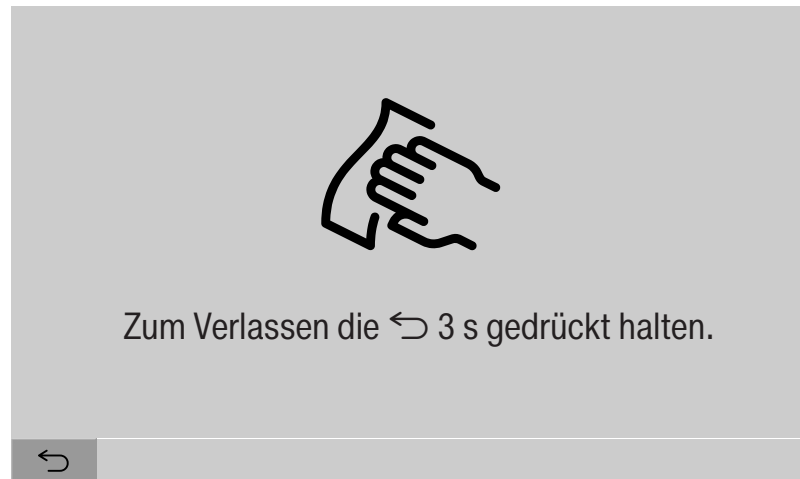 Zum Verlassen die ⮌ 3 s gedrückt halten.